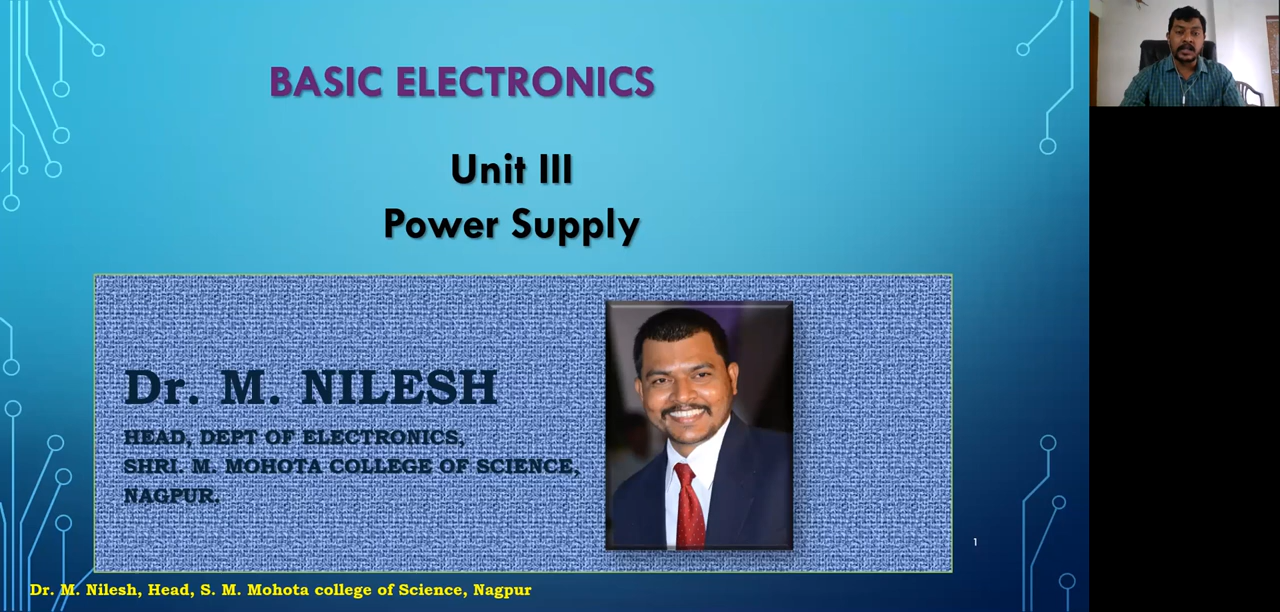 BASIC ELECTRONICS
Unit III
Power Supply
Dr. M. NILESH
HEAD, DEPT OF ELECTRONICS,
SHRI. M. MOHOTA COLLEGE OF SCIENCE,
NAGPUR.
1
Dr. M. Nilesh, Head, S. M. Mohota college of Science, Nagpur